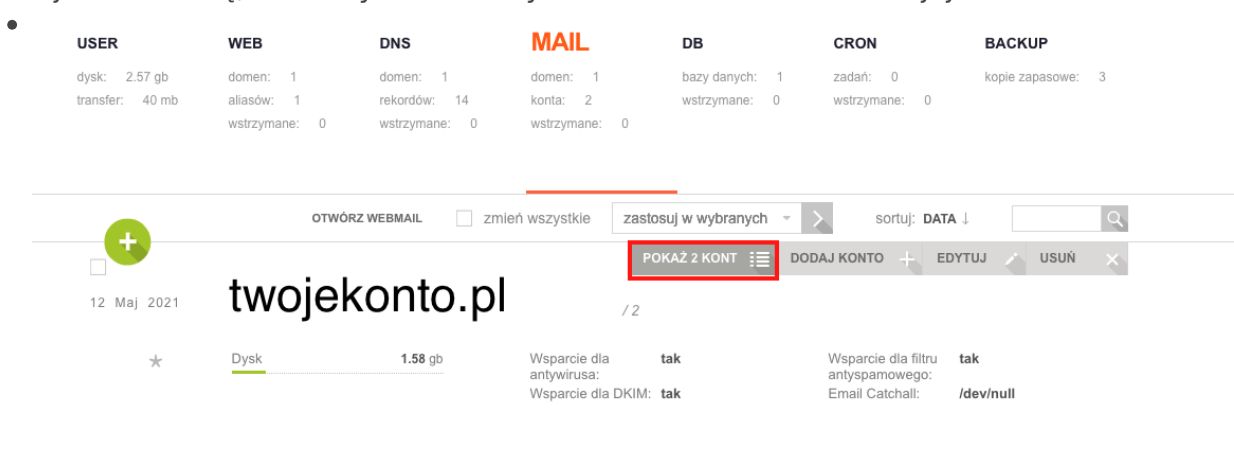 USER WEB DNS MAIL DB CRON BACKUP
dysk: 2.57 gb domen: 1 domen: 1 domen: 1 bazy danych: 1 zadań: 0 kopie zapasowe: 3
transfer: 40 mb aliasów: 1 rekordów: 14 konta: 2 wstrzymane: 0 wstrzymane: 0
wstrzymane: 0 wstrzymane: 0 wstrzymane: 0
OTWÓRZ WEBMAIL zmień wszystkie zastosuj w wybranych sortuj: DATA ↓
POKAŻ 2 KONT DODAJ KONTO EDYTUJ USUŃ
12 Maj 2021 twojekonto.pl / 2
Dysk 1.58 gb Wsparcie dla tak Wsparcie dla filtru tak
antywirusa: antyspamowego:
Wsparcie dla DKIM: tak Email Catchall: /dev/null